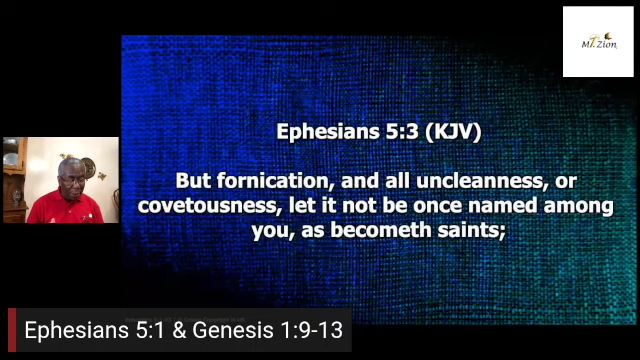 MT. Zion
Ephesians 5:3 (KJV)
But fornication, and all uncleanness, or
covetousness, let it not be once named among
you, as becometh saints;
Ephesians 5:1 & Genesis 1:9-13